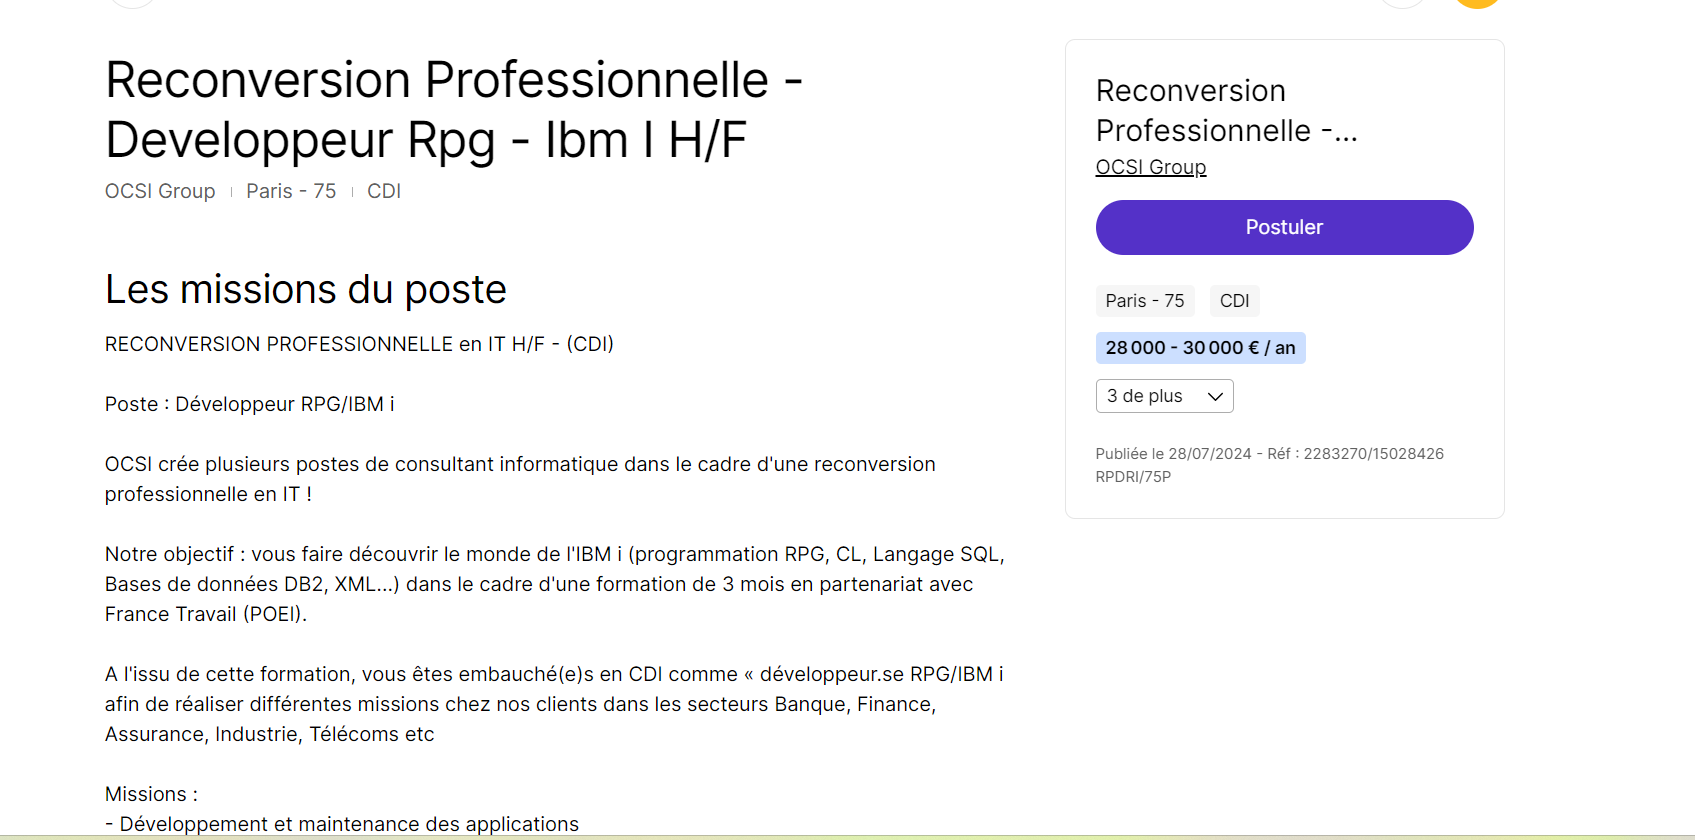 Reconversion Professionnelle -
Developpeur Rpg - Ibm I H/F
OCSI Group
Paris - 75
CDI
Les missions du poste
RECONVERSION PROFESSIONNELLE en IT H/F - (CDI)
Poste : Développeur RPG/IBM i
OCSI crée plusieurs postes de consultant informatique dans le cadre d'une reconversion
professionnelle en IT !
Notre objectif : vous faire découvrir le monde de l'IBM i (programmation RPG, CL, Langage SQL,
Bases de données DB2, XML...) dans le cadre d'une formation de 3 mois en partenariat avec
France Travail (POEI).
A l'issu de cette formation, vous êtes embauché(e)s en CDI comme « développeur.se RPG/IBM i
afin de réaliser différentes missions chez nos clients dans les secteurs Banque, Finance,
Assurance, Industrie, Télécoms etc
Missions :
- Développement et maintenance des applications
Reconversion
Professionnelle -...
OCSI Group
Postuler
Paris - 75
CDI
28 000 - 30 000 € / an
3 de plus
Publiée le 28/07/2024 - Réf : 2283270/15028426
RPDRI/75P